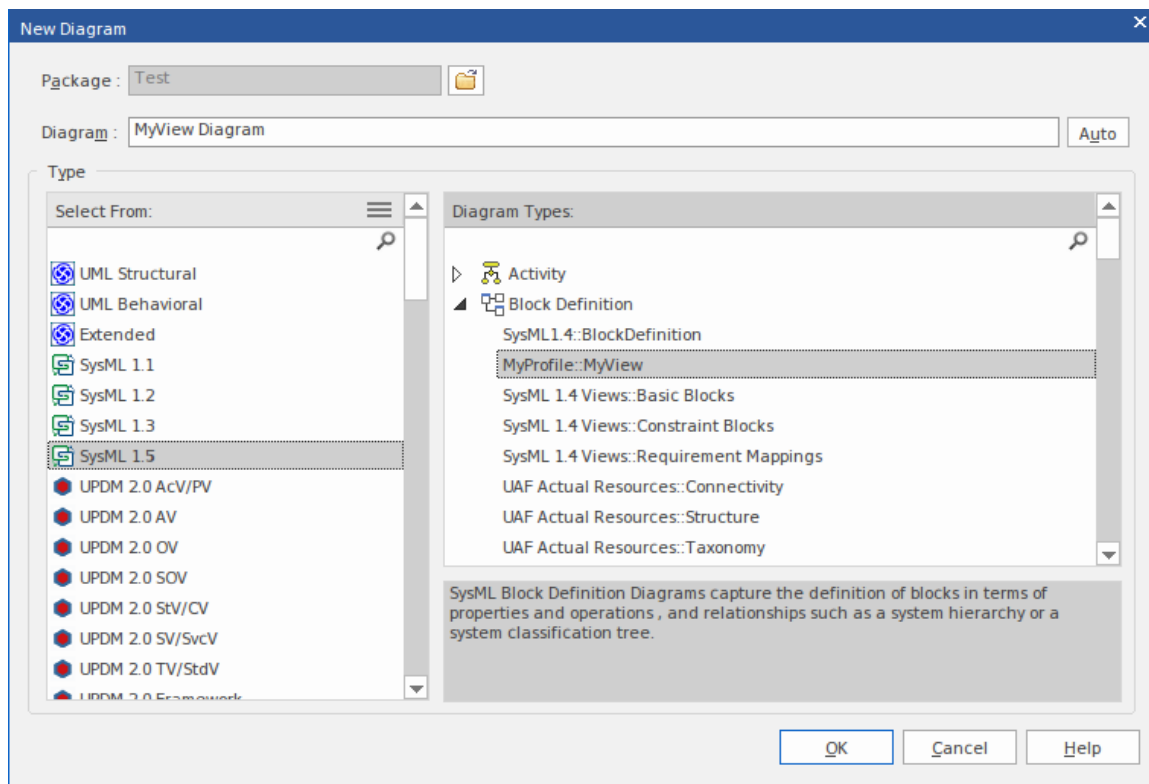 New Diagram
Package :
Test
Diagram :
MyView Diagram
Auto
Type
Select From:
UML Structural
UML Behavioral
Extended
SysML 1.1
SysML 1.2
SysML 1.3
SysML 1.5
UPDM 2.0 AcV/PV
UPDM 2.0 AV
UPDM 2.0 OV
UPDM 2.0 SOV
UPDM 2.0 StV/CV
UPDM 2.0 SV/SvcV
UPDM 2.0 TV/StdV
UPDM 2.0 Framework
Diagram Types:
Activity
Block Definition
SysML1.4::BlockDefinition
MyProfile::MyView
SysML 1.4 Views::Basic Blocks
SysML 1.4 Views::Constraint Blocks
SysML 1.4 Views::Requirement Mappings
UAF Actual Resources::Connectivity
UAF Actual Resources::Structure
UAF Actual Resources::Taxonomy
SysML Block Definition Diagrams capture the definition of blocks in terms of
properties and operations , and relationships such as a system hierarchy or a
system classification tree.
OK
Cancel
Help